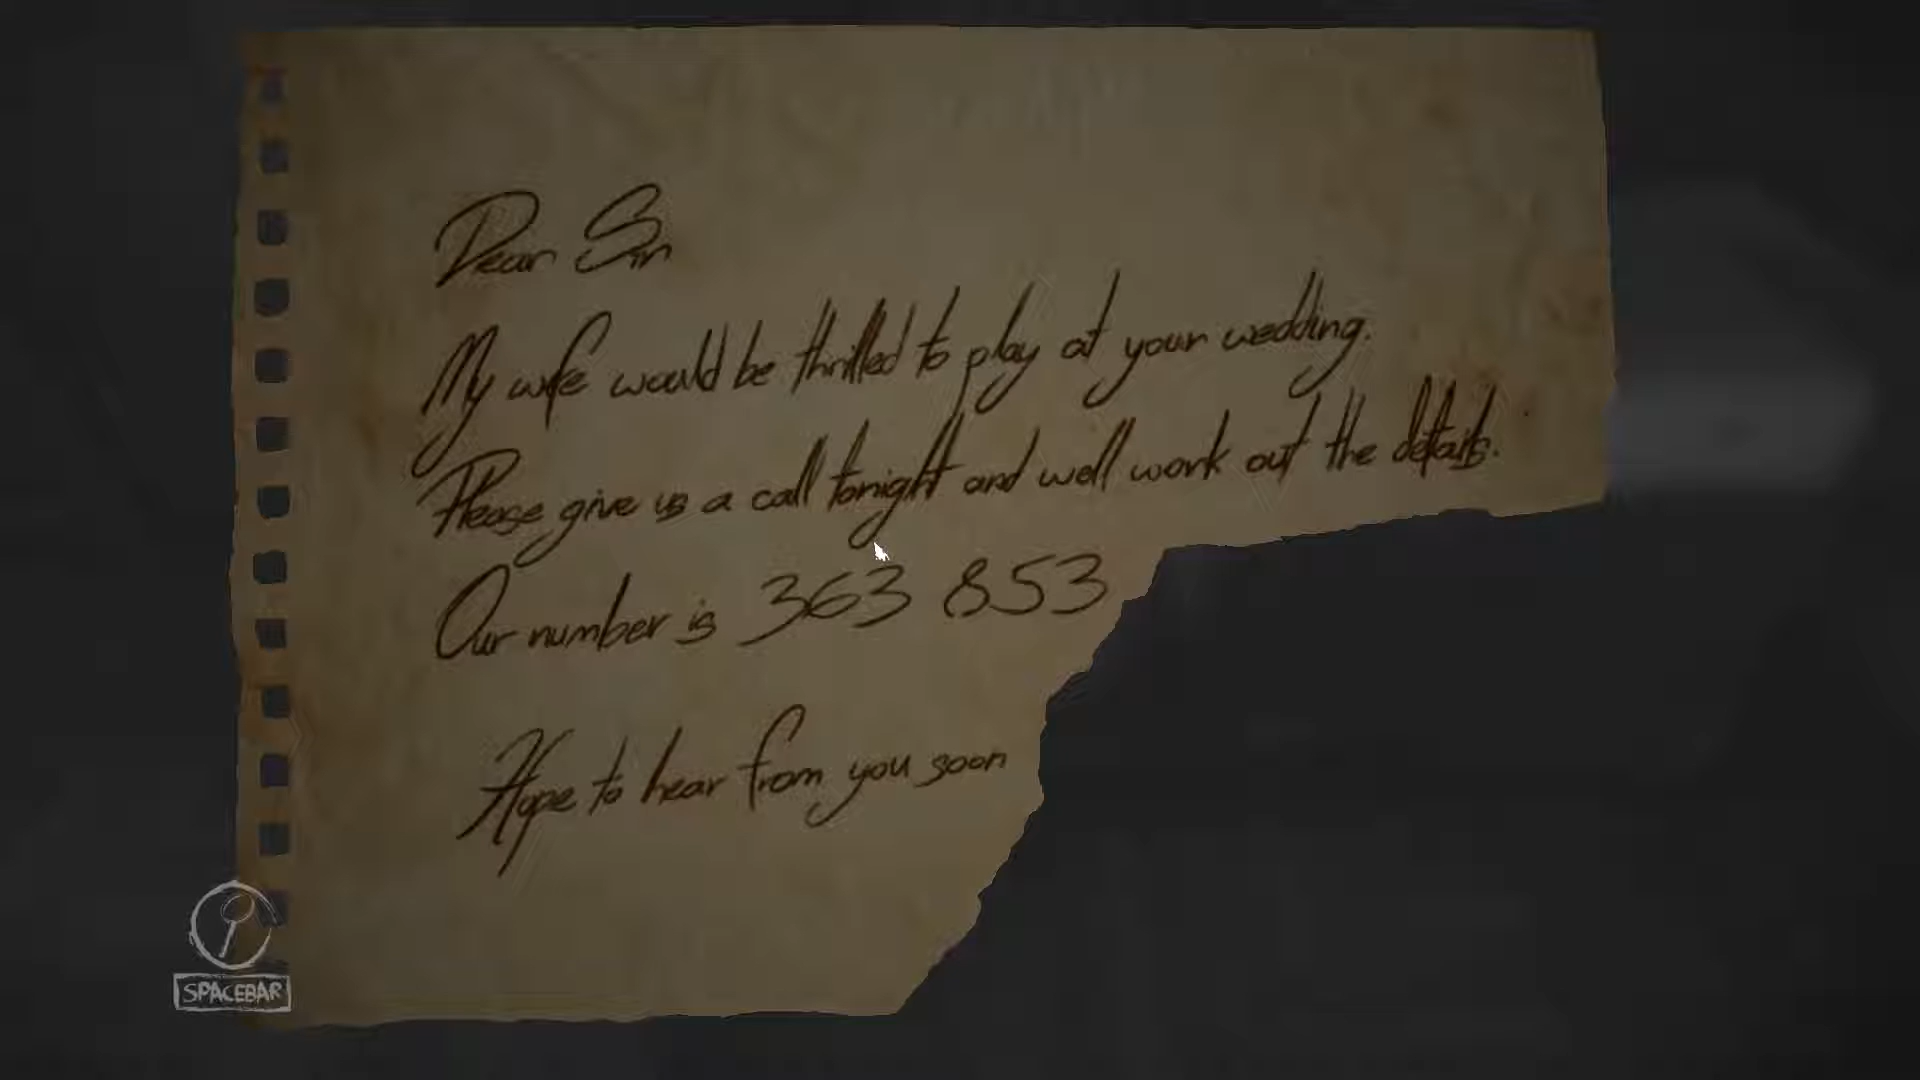 Dear Sir
My wife would be thrilled to play at your wedding.
Please give us a call tonight and well work out the details.
Our number is 363 853
Hope to hear from you soon
SPACEBAR